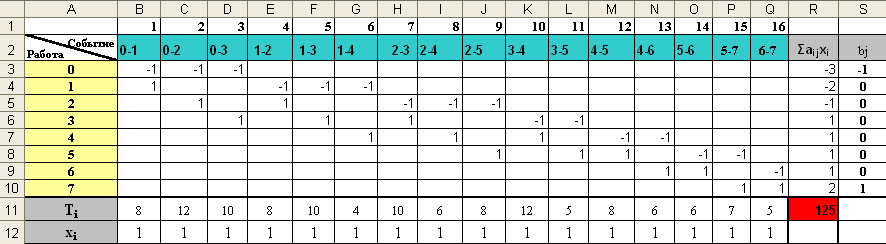 A B C D E F G H I J K L M N O P Q R S
1 1 2 3 4 5 6 7 8 9 10 11 12 13 14 15 16
2 Работа Событие 0-1 0-2 0-3 1-2 1-3 1-4 2-3 2-4 2-5 3-4 3-5 4-5 4-6 5-6 5-7 6-7 Σaijxi bj
3 0 -1 -1 -1 -3 -1
4 1 1 -1 -1 -1 -2 0
5 2 1 1 -1 -1 -1 -1 0
6 3 1 1 1 -1 -1 1 0
7 4 1 1 1 -1 -1 1 0
8 5 1 1 1 -1 -1 1 0
9 6 1 1 -1 1 0
10 7 1 1 2 1
11 Ti 8 12 10 8 10 4 10 6 8 12 5 8 6 6 7 5 125
12 xi 1 1 1 1 1 1 1 1 1 1 1 1 1 1 1 1